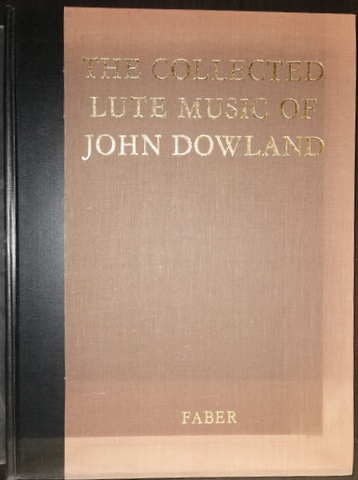 THE COLLECTED
LUTE MUSIC OF
JOHN DOWLAND
FABER